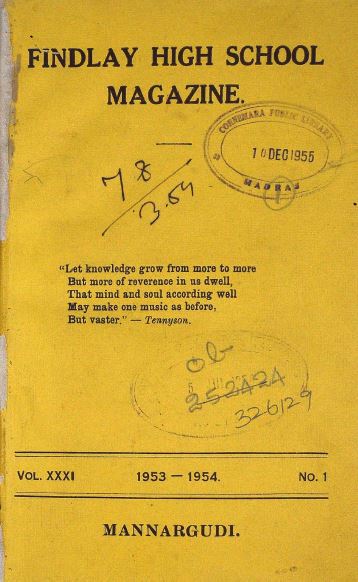 FINDLAY HIGH SCHOOL
MAGAZINE.
CONNEMARA PUBLIC LIBRARY
10 DEC 1955
MADRAS
78
3.54
"Let knowledge grow from more to more
But more of reverence in us dwell,
That mind and soul according well
May make one music as before,
But vaster." — Tennyson.
252424
326129
VOL. XXXI 1953 — 1954. No. 1
MANNARGUDI.